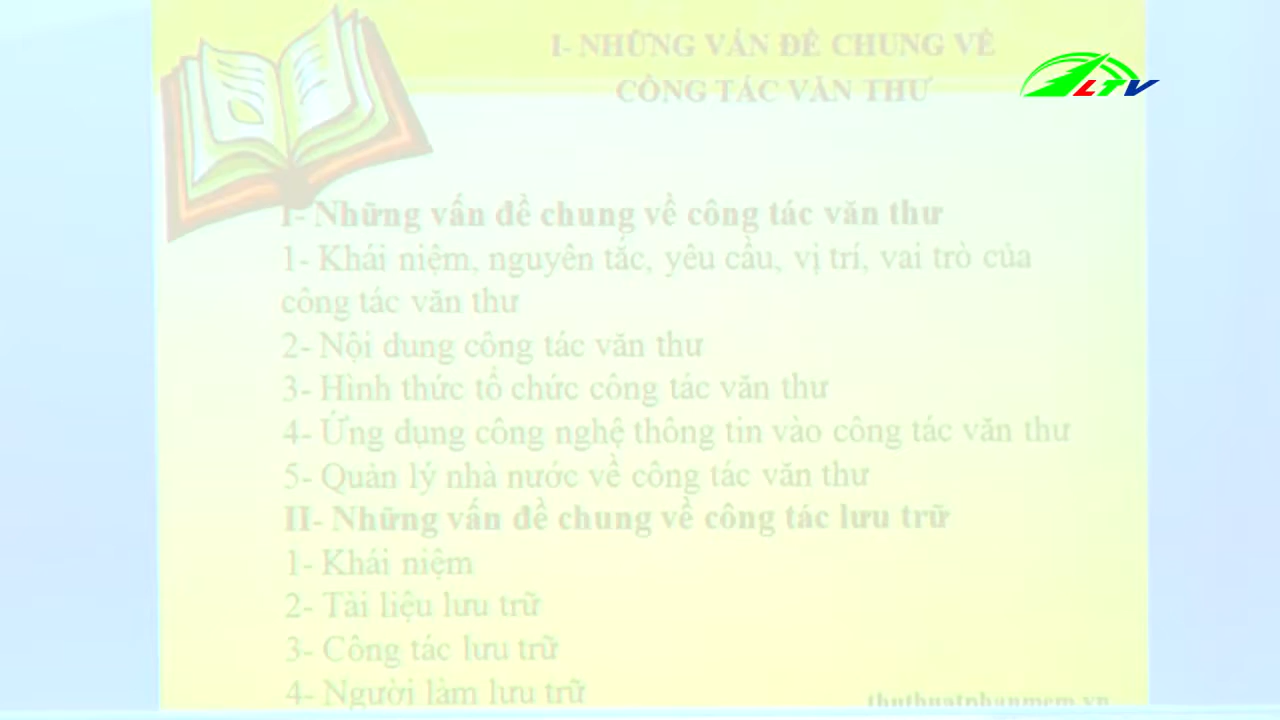 I- NHỮNG VẤN ĐỀ CHUNG VỀ
CÔNG TÁC VĂN THƯ
LTV
I- Những vấn đề chung về công tác văn thư
1- Khái niệm, nguyên tắc, yêu cầu, vị trí, vai trò của
công tác văn thư
2- Nội dung công tác văn thư
3- Hình thức tổ chức công tác văn thư
4- Ứng dụng công nghệ thông tin vào công tác văn thư
5- Quản lý nhà nước về công tác văn thư
II- Những vấn đề chung về công tác lưu trữ
1- Khái niệm
2- Tài liệu lưu trữ
3- Công tác lưu trữ
4- Người làm lưu trữ
thuthuatphanmem.vn